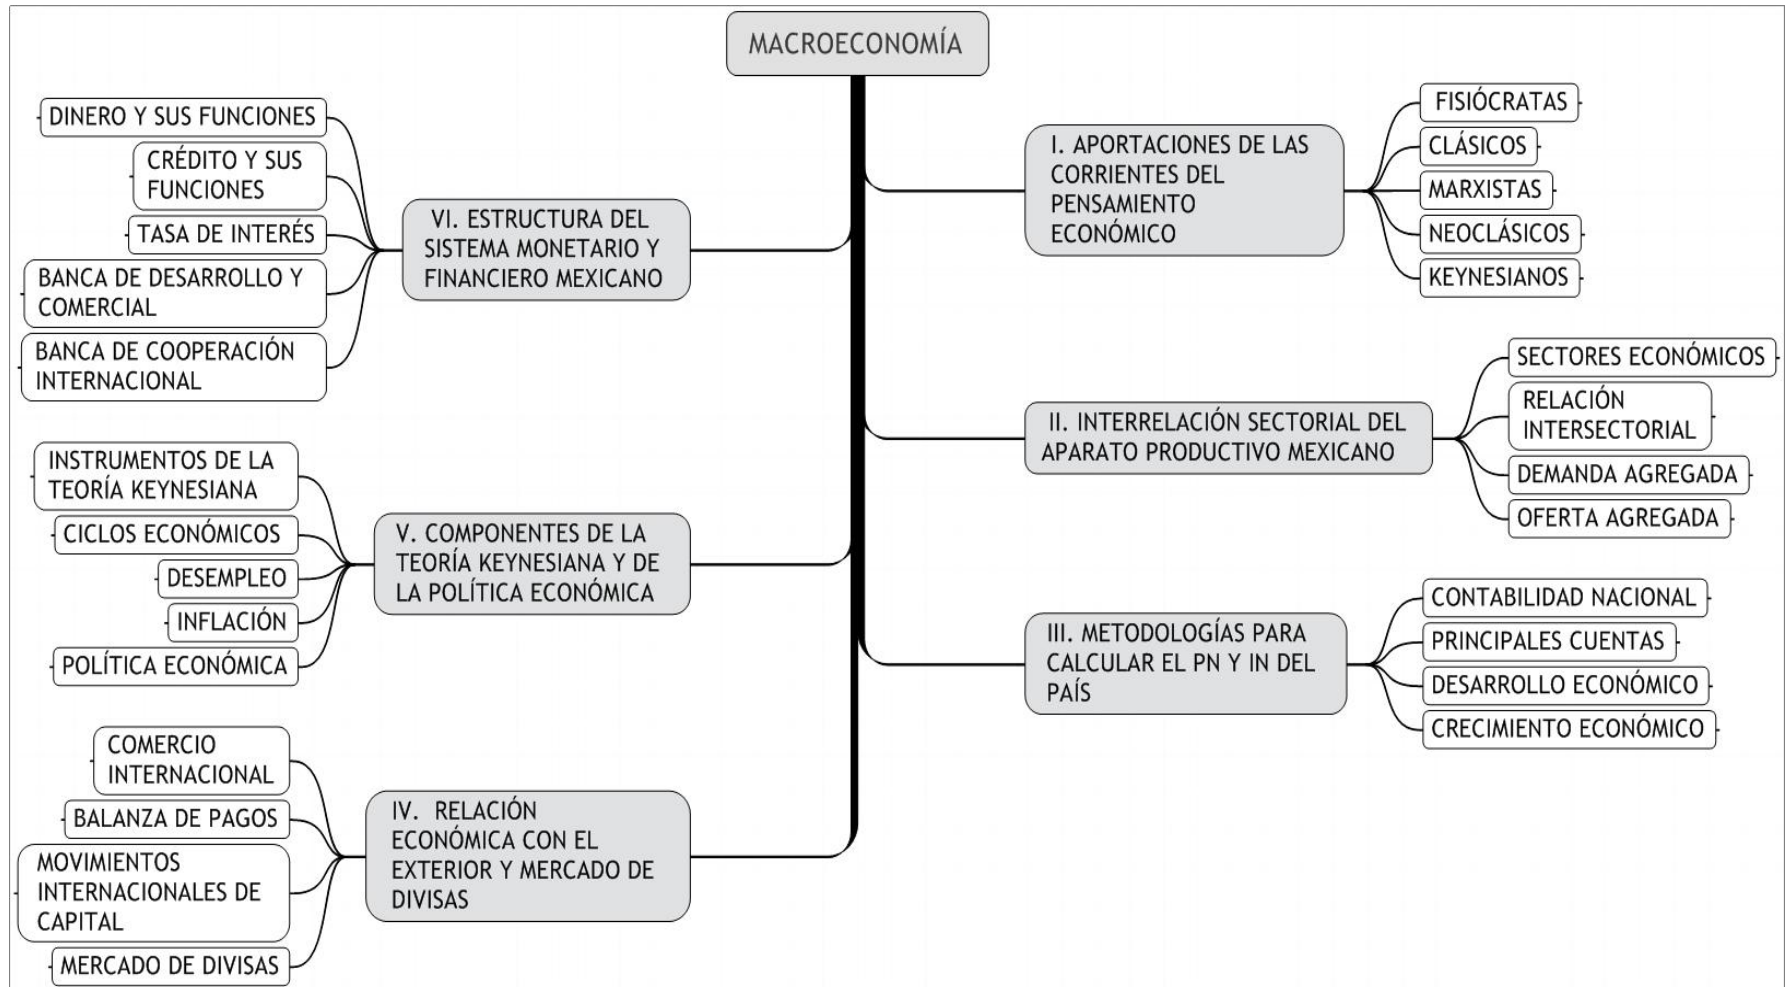 MACROECONOMÍA
I. APORTACIONES DE LAS
CORRIENTES DEL
PENSAMIENTO
ECONÓMICO
FISIÓCRATAS
CLÁSICOS
MARXISTAS
NEOCLÁSICOS
KEYNESIANOS
II. INTERRELACIÓN SECTORIAL DEL
APARATO PRODUCTIVO MEXICANO
SECTORES ECONÓMICOS
RELACIÓN
INTERSECTORIAL
DEMANDA AGREGADA
OFERTA AGREGADA
III. METODOLOGÍAS PARA
CALCULAR EL PN Y IN DEL
PAÍS
CONTABILIDAD NACIONAL
PRINCIPALES CUENTAS
DESARROLLO ECONÓMICO
CRECIMIENTO ECONÓMICO
IV. RELACIÓN
ECONÓMICA CON EL
EXTERIOR Y MERCADO DE
DIVISAS
COMERCIO
INTERNACIONAL
BALANZA DE PAGOS
MOVIMIENTOS
INTERNACIONALES DE
CAPITAL
MERCADO DE DIVISAS
V. COMPONENTES DE LA
TEORÍA KEYNESIANA Y DE
LA POLÍTICA ECONÓMICA
INSTRUMENTOS DE LA
TEORÍA KEYNESIANA
CICLOS ECONÓMICOS
DESEMPLEO
INFLACIÓN
POLÍTICA ECONÓMICA
VI. ESTRUCTURA DEL
SISTEMA MONETARIO Y
FINANCIERO MEXICANO
DINERO Y SUS FUNCIONES
CRÉDITO Y SUS
FUNCIONES
TASA DE INTERÉS
BANCA DE DESARROLLO Y
COMERCIAL
BANCA DE COOPERACIÓN
INTERNACIONAL